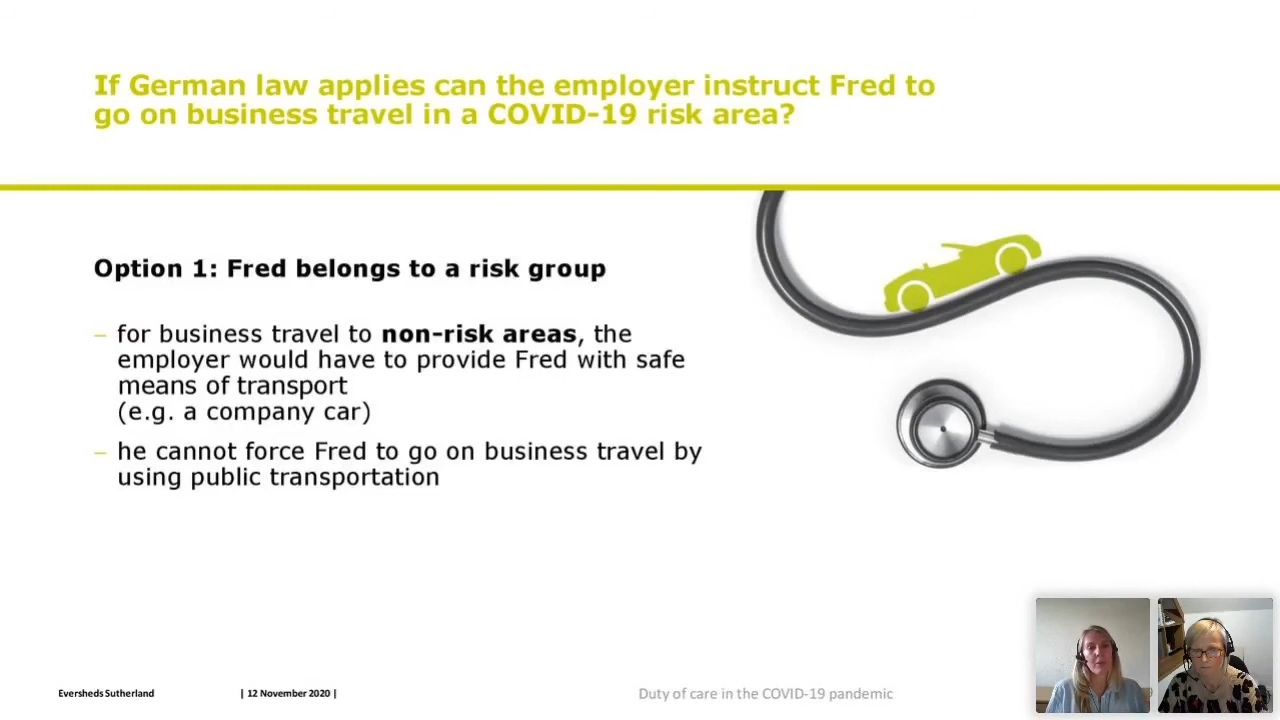 If German law applies can the employer instruct Fred to
go on business travel in a COVID-19 risk area?
Option 1: Fred belongs to a risk group
– for business travel to non-risk areas, the
employer would have to provide Fred with safe
means of transport
(e.g. a company car)
– he cannot force Fred to go on business travel by
using public transportation
Eversheds Sutherland
| 12 November 2020 |
Duty of care in the COVID-19 pandemic